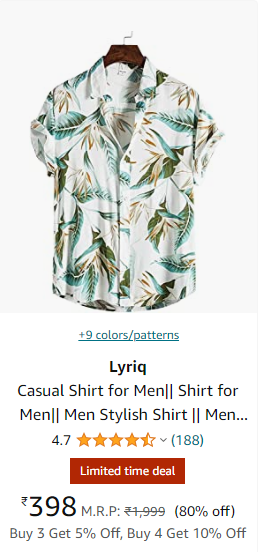 +9 colors/patterns
Lyriq
Casual Shirt for Men|| Shirt for
Men|| Men Stylish Shirt || Men...
4.7 (188)
Limited time deal
₹398 M.R.P: ₹1,999 (80% off)
Buy 3 Get 5% Off, Buy 4 Get 10% Off